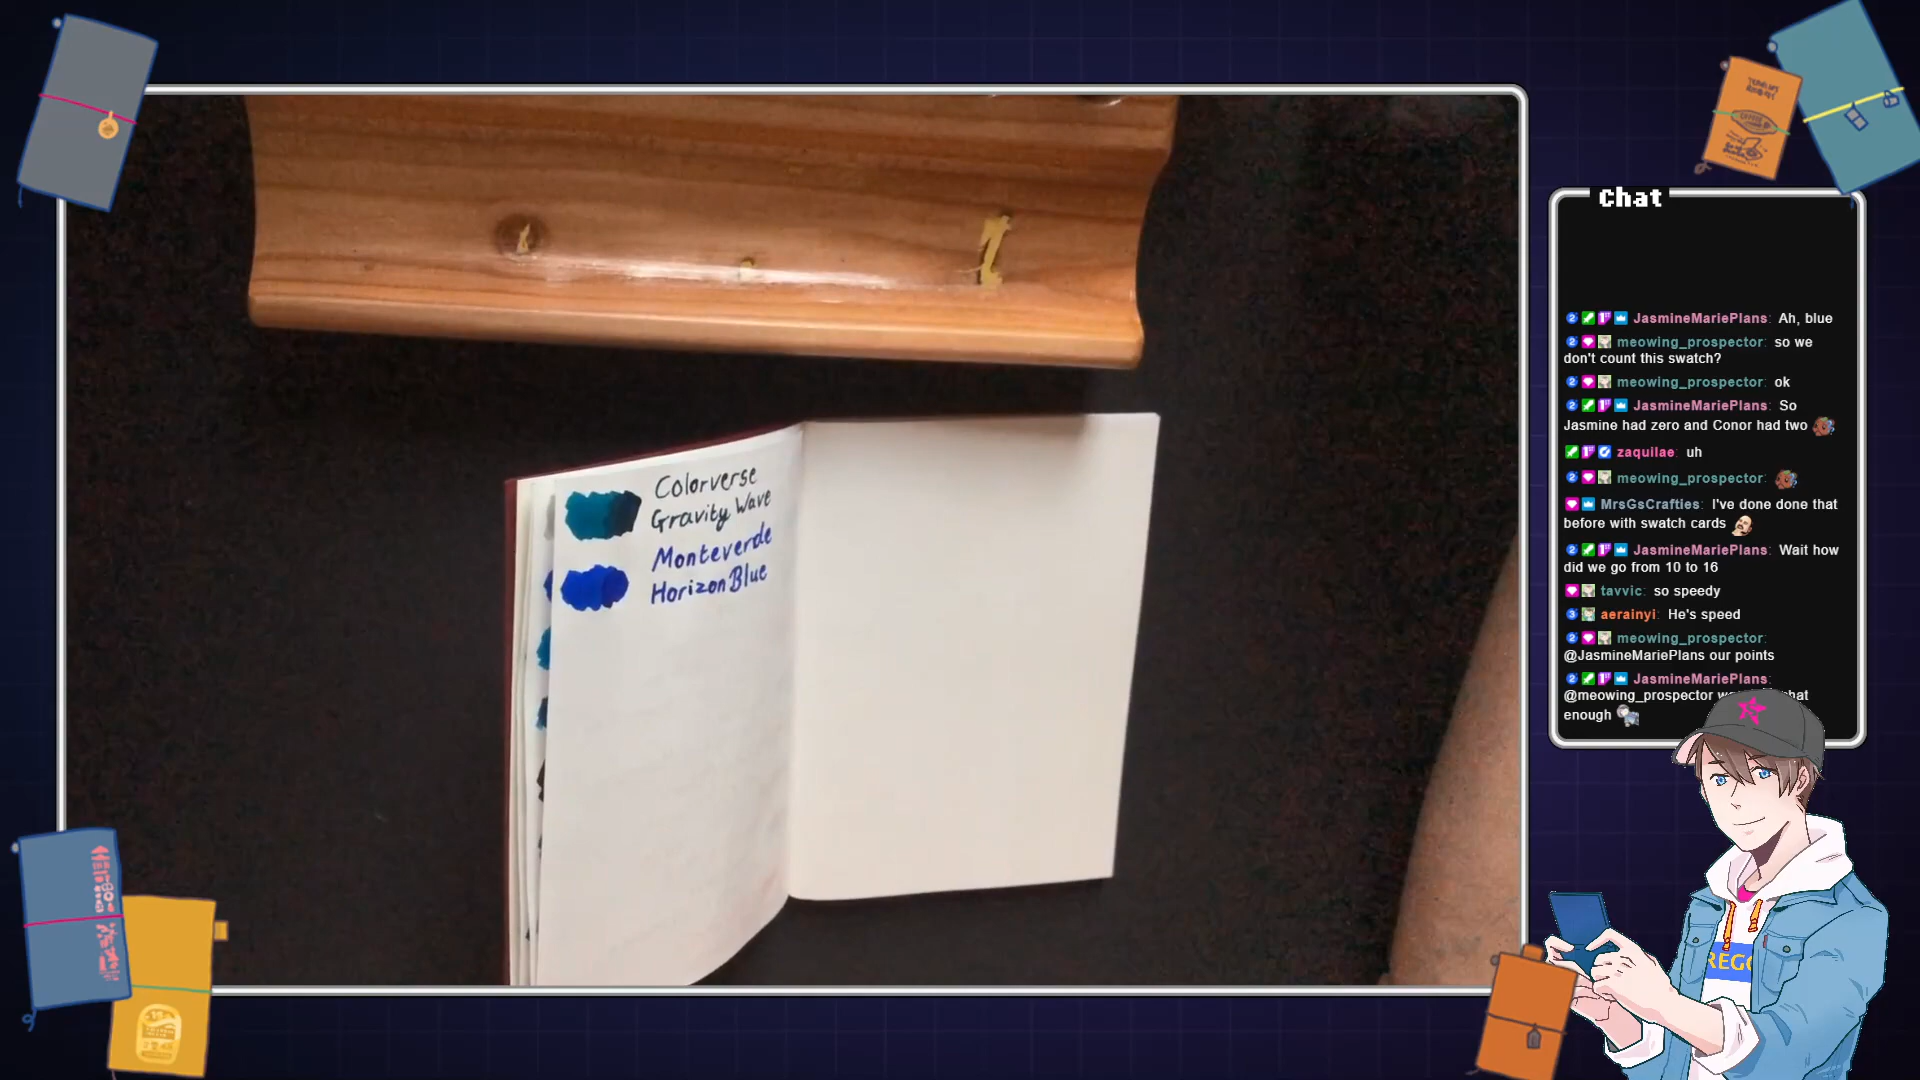 chat
JasmineMariePlans: Ah, blue
meowing_prospector: so we
don't count this swatch?
meowing_prospector: ok
JasmineMariePlans: So
Jasmine had zero and Conor had two
zaquilae: uh
meowing_prospector:
MrsGsCrafties: I've done done that
before with swatch cards
JasmineMariePlans: Wait how
did we go from 10 to 16
tavvic: so speedy
aerainyi: He's speed
meowing_prospector:
@JasmineMariePlans our points
JasmineMariePlans:
@meowing_prospector
enough
Colorverse
Gravity Wave
Monteverde
Horizon Blue